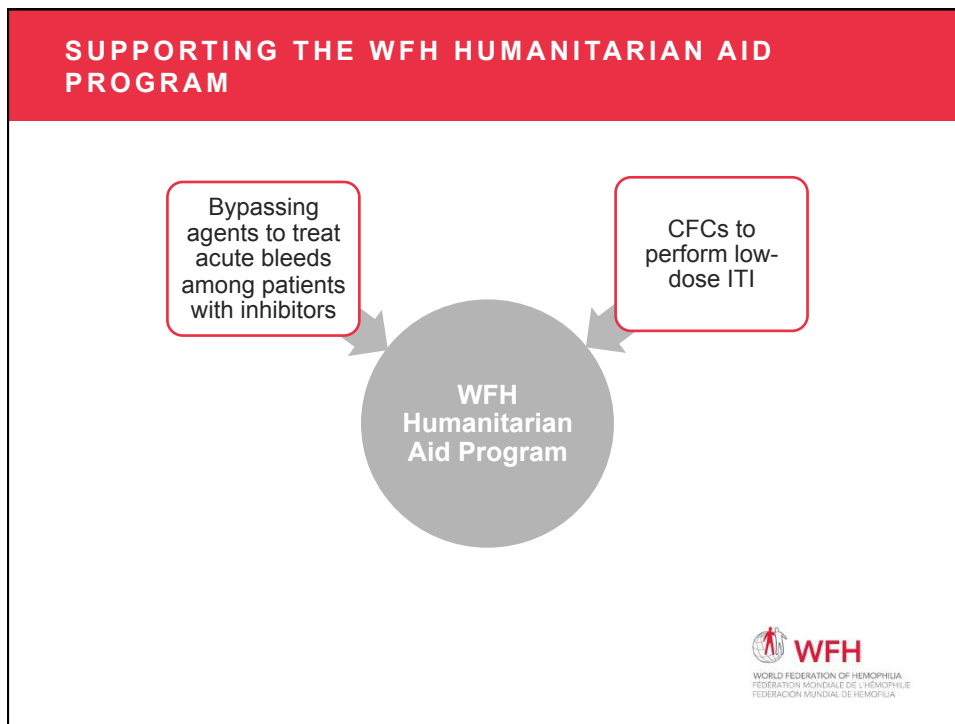 SUPPORTING THE WFH HUMANITARIAN AID
PROGRAM
Bypassing
agents to treat
acute bleeds
among patients
with inhibitors
CFCs to
perform low-
dose ITI
WFH
Humanitarian
Aid Program
WFH
WORLD FEDERATION OF HEMOPHILIA
FÉDÉRATION MONDIALE DE L'HÉMOPHILIE
FEDERACIÓN MUNDIAL DE HEMOFILIA